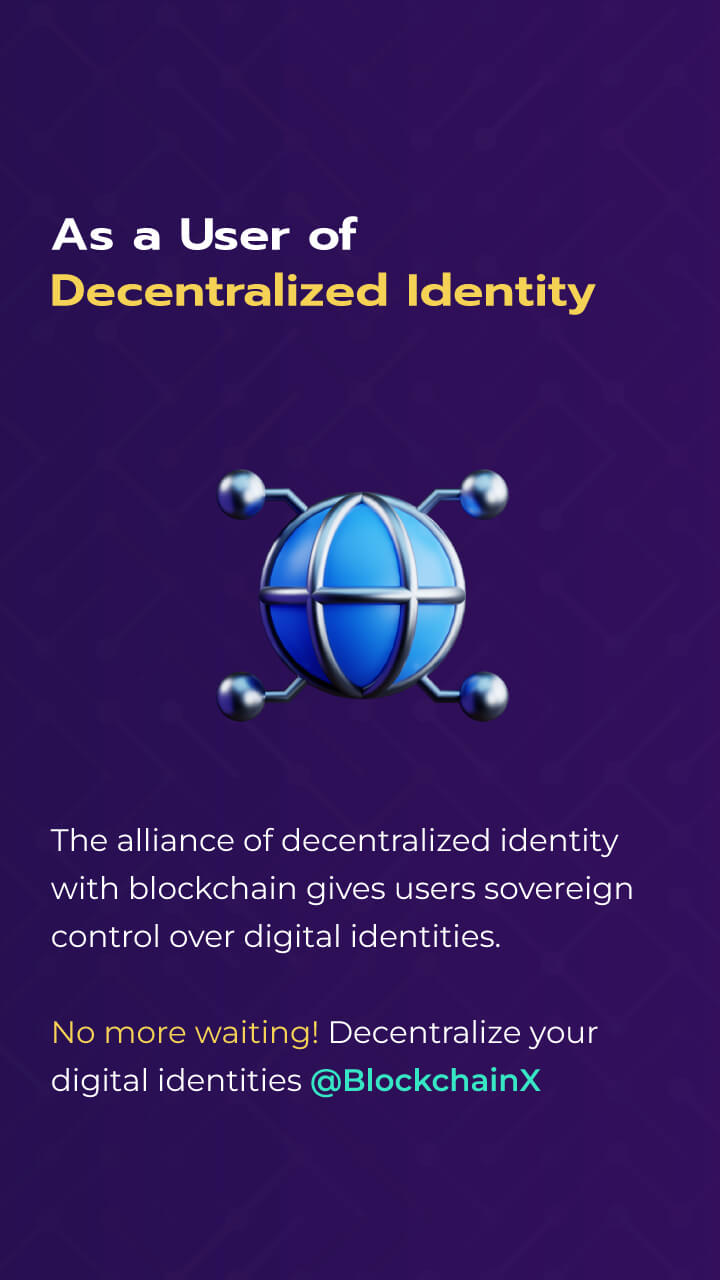 As a User of
Decentralized Identity
The alliance of decentralized identity
with blockchain gives users sovereign
control over digital identities.
No more waiting! Decentralize your
digital identities @BlockchainX